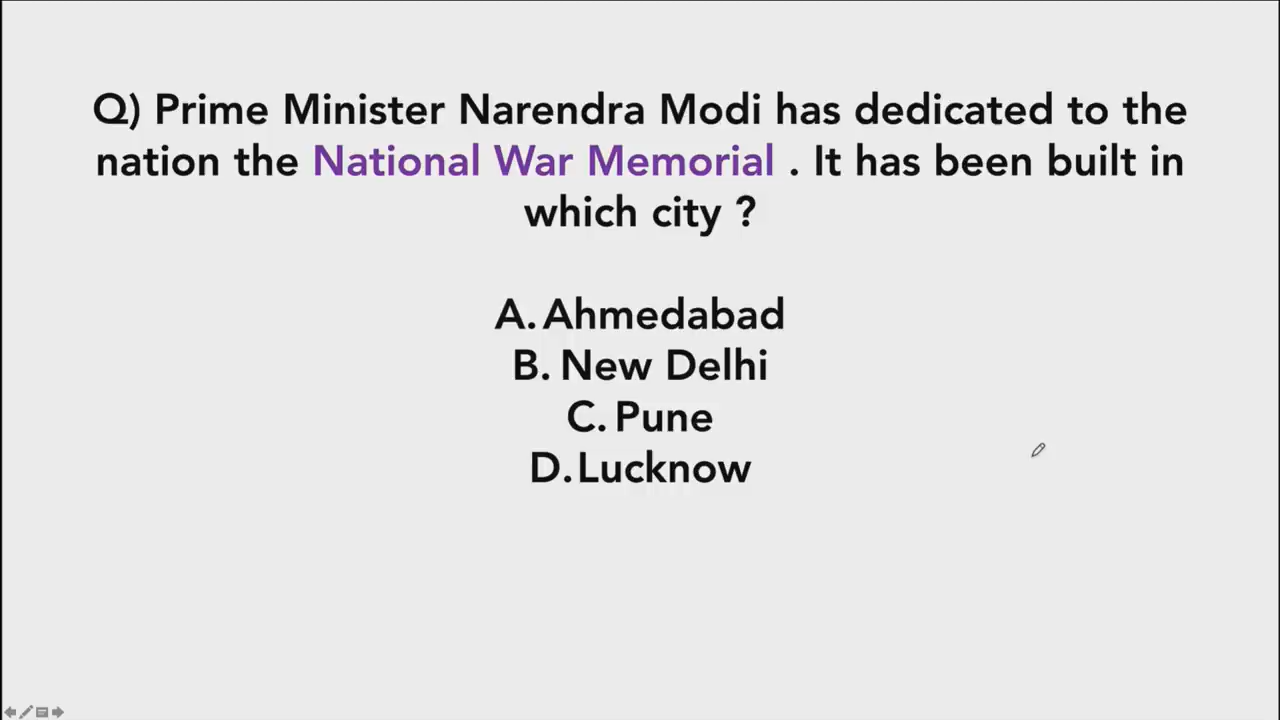 Q) Prime Minister Narendra Modi has dedicated to the
nation the National War Memorial . It has been built in
which city ?
A. Ahmedabad
B. New Delhi
C. Pune
D. Lucknow